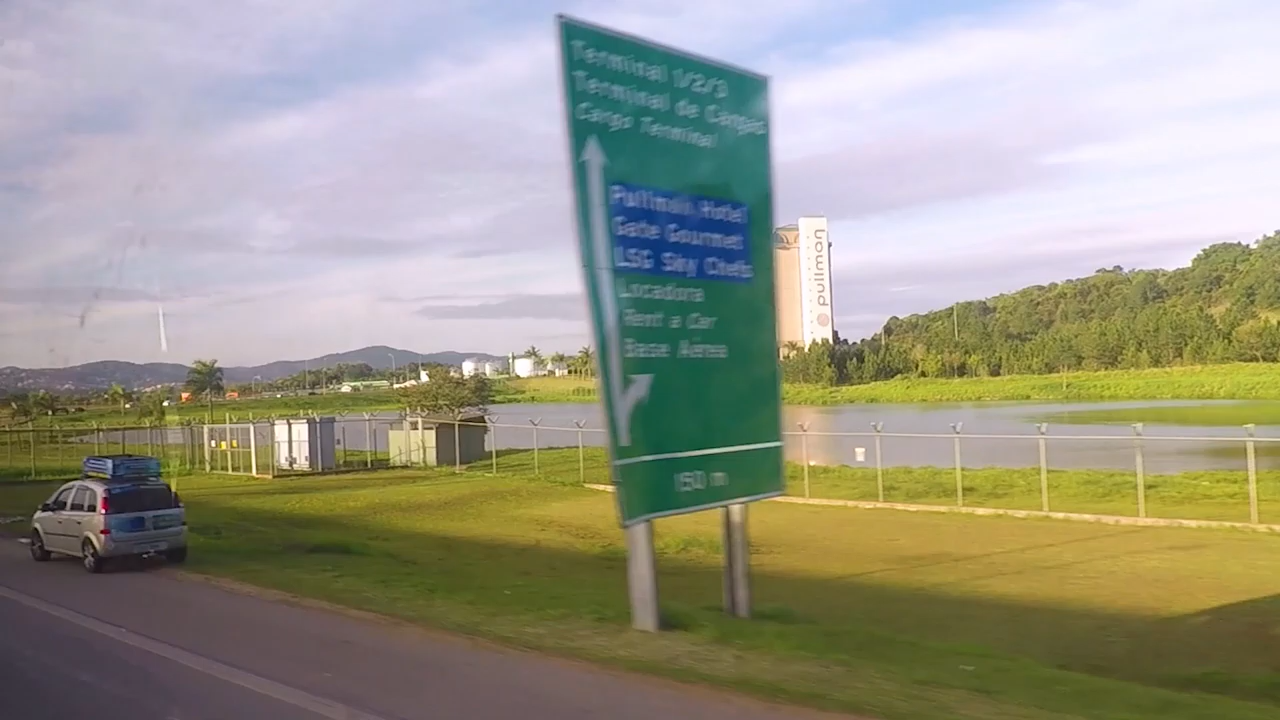 Terminal 1/2/3
Terminal de Cargas
Cargo Terminal
Pullman Hotel
Gate Gourmet
LSG Sky Chefs
Locadora
Rent a Car
Base Aérea
150 m
pullman